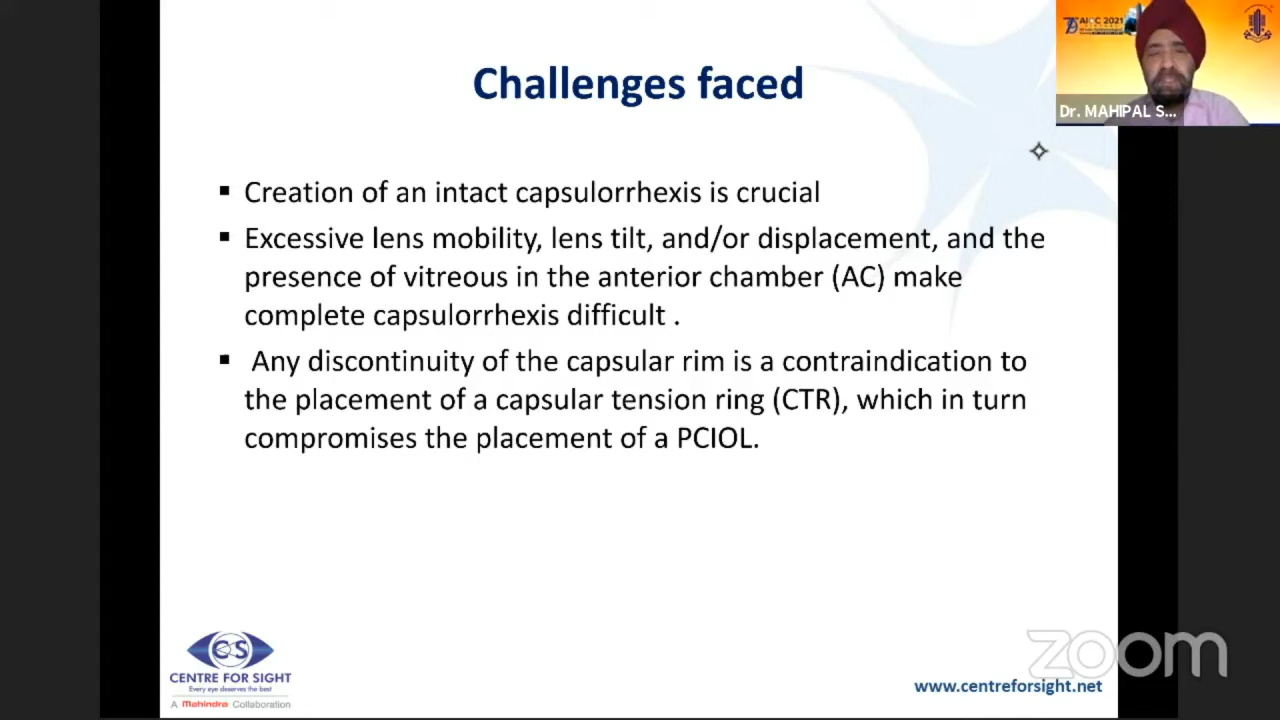 Challenges faced
AIOC 2021
Dr. MAHIPAL S...
▪ Creation of an intact capsulorrhexis is crucial
▪ Excessive lens mobility, lens tilt, and/or displacement, and the
presence of vitreous in the anterior chamber (AC) make
complete capsulorrhexis difficult .
▪ Any discontinuity of the capsular rim is a contraindication to
the placement of a capsular tension ring (CTR), which in turn
compromises the placement of a PCIOL.
CS
CENTRE FOR SIGHT
Every eye deserves the best
A Mahindra Collaboration
zoom
www.centreforsight.net